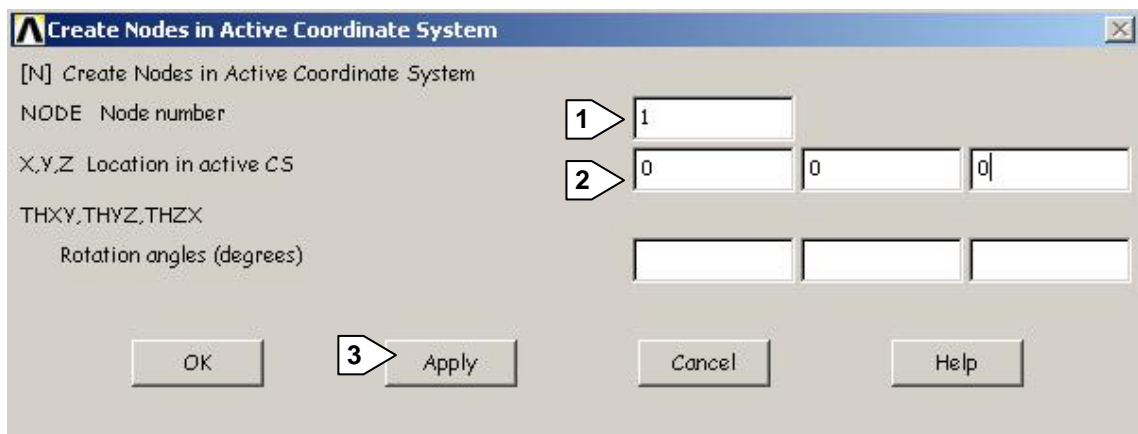 Create Nodes in Active Coordinate System
[N] Create Nodes in Active Coordinate System
NODE Node number 1 1
X,Y,Z Location in active CS 2 0 0 0
THXY,THYZ,THZX
Rotation angles (degrees)
OK 3 Apply Cancel Help